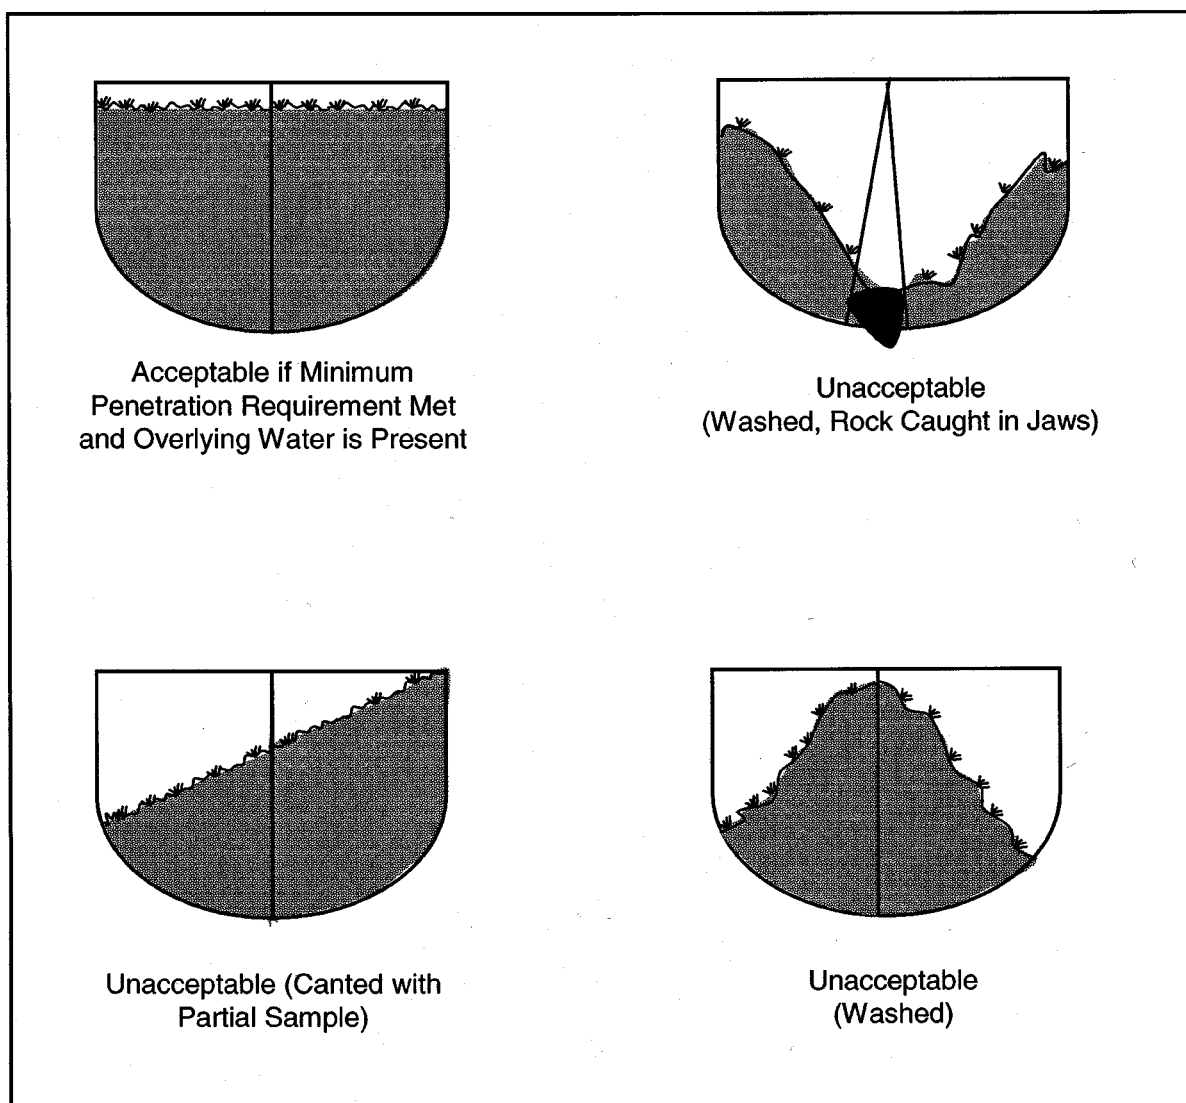 Acceptable if Minimum
Penetration Requirement Met
and Overlying Water is Present
Unacceptable
(Washed, Rock Caught in Jaws)
Unacceptable (Canted with
Partial Sample)
Unacceptable
(Washed)